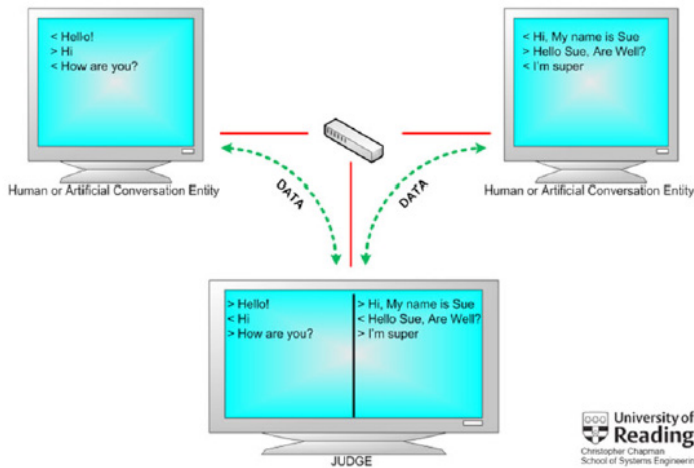 < Hello!
> Hi
< How are you?
< Hi, My name is Sue
> Hello Sue, Are Well?
< I'm super
Human or Artificial Conversation Entity
Human or Artificial Conversation Entity
DATA
DATA
> Hello!
< Hi
> How are you?
> Hi, My name is Sue
< Hello Sue, Are Well?
> I'm super
JUDGE
University of
Reading
Christopher Chapman
School of Systems Engineerin